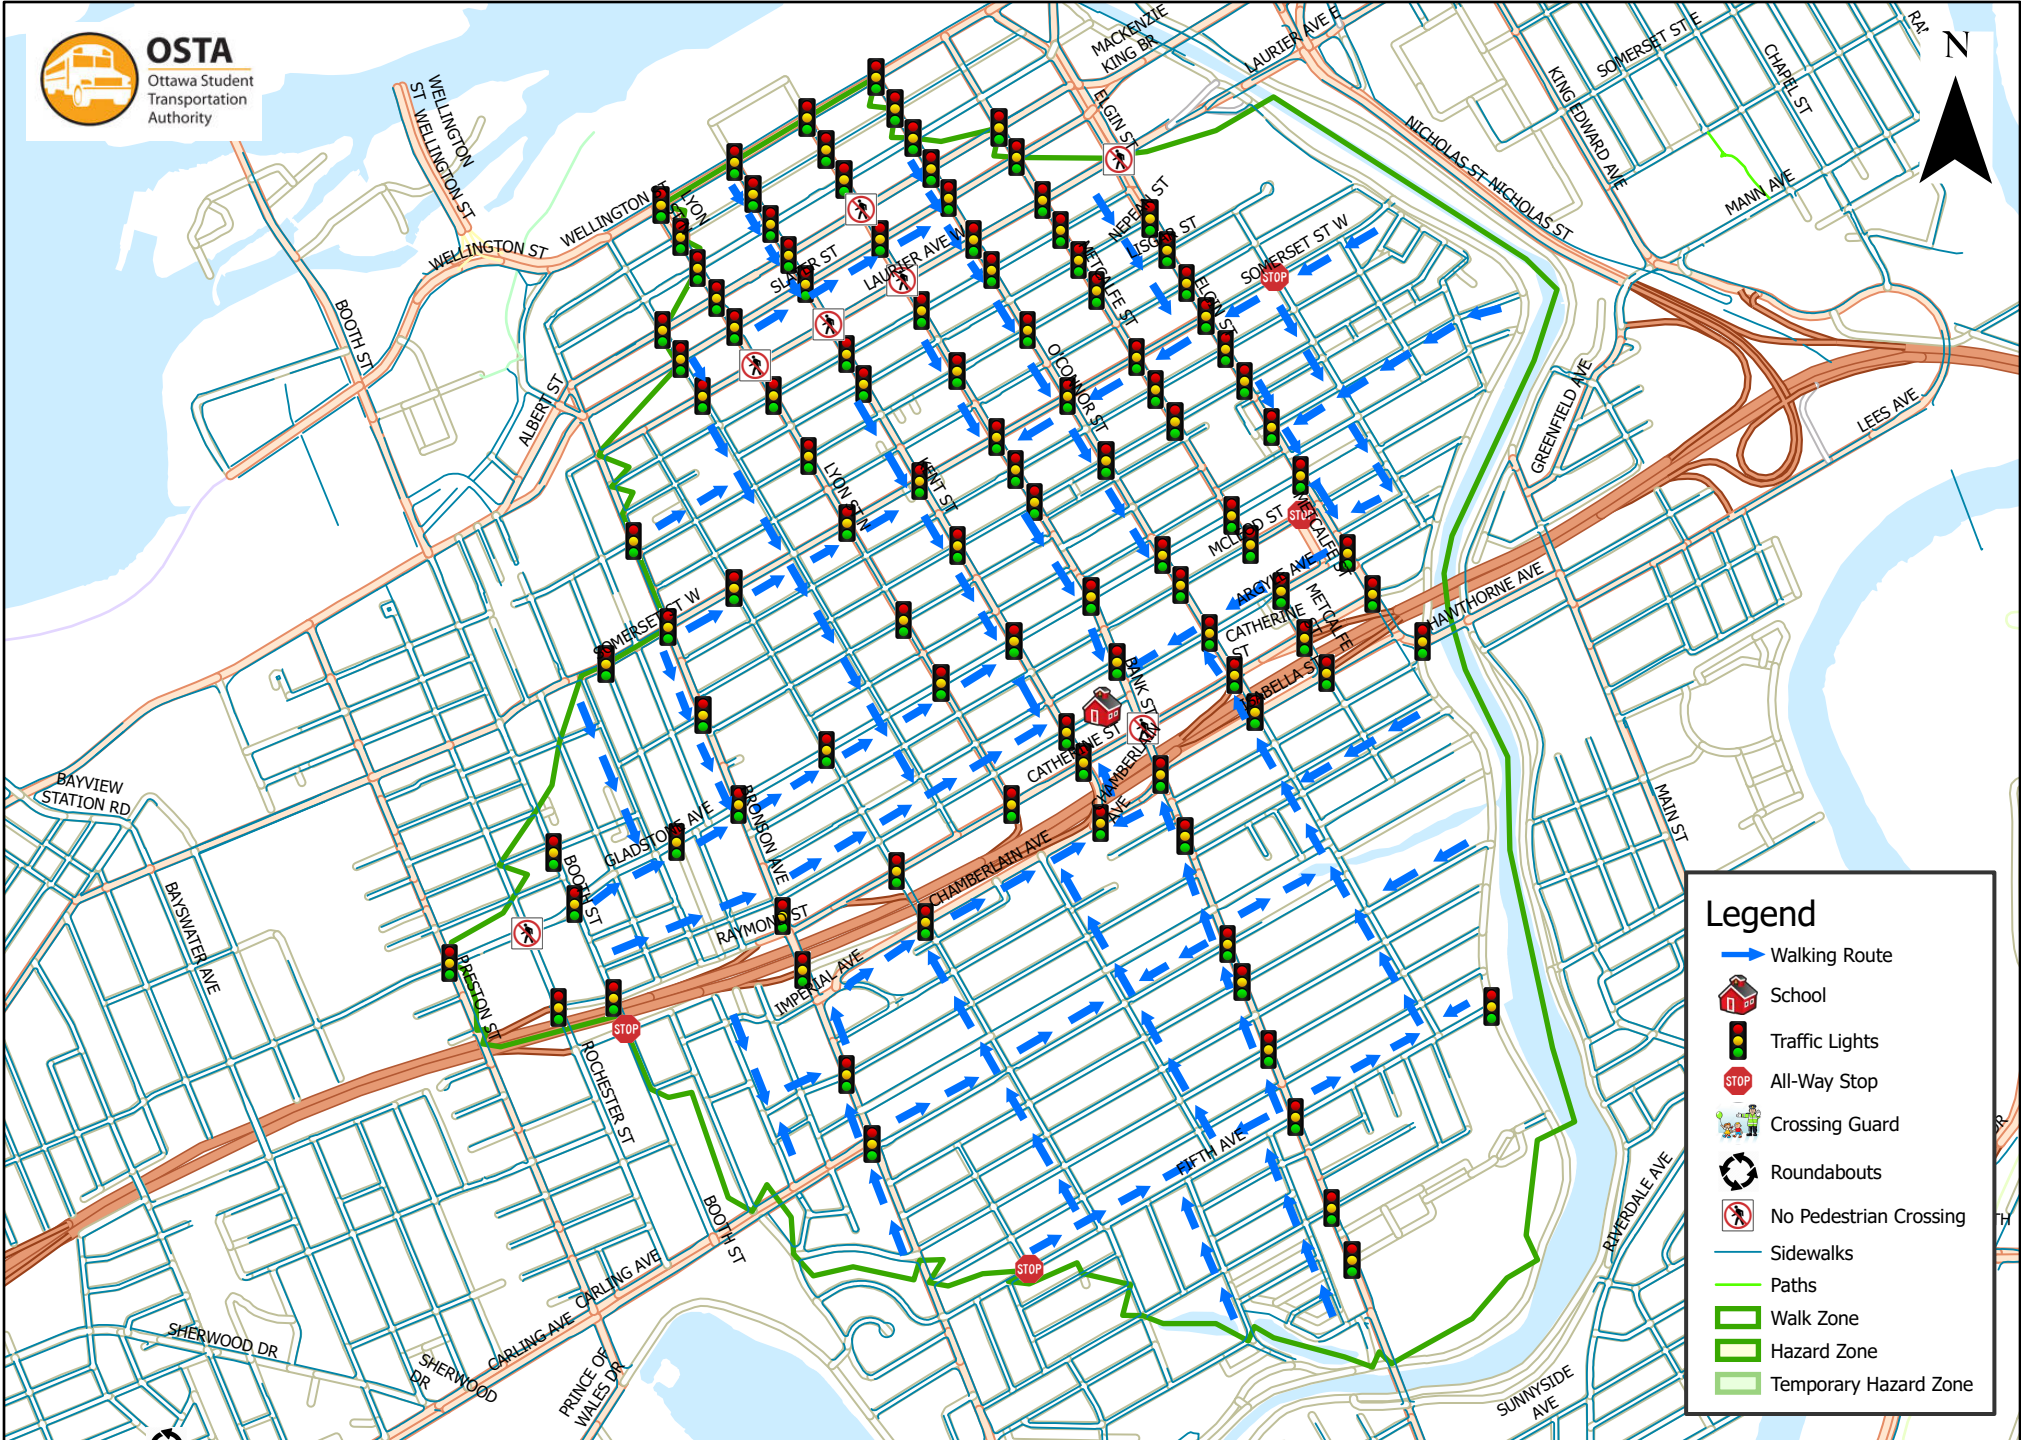 OSTA
Ottawa Student
Transportation
Authority
N
WELLINGTON
ST WELLINGTON ST
WELLINGTON ST
WELLINGTON ST
LYON
ST
MACKENZIE
KING BR
LAURIER AVE E
ELGIN ST
SOMERSET ST E
CHAPEL ST
KING EDWARD AVE
NICHOLAS ST NICHOLAS ST
MANN AVE
NEPEAN ST
LISGAR ST
SOMERSET ST W
METCALFE ST
ELGIN ST
SLATER ST
LAURIER AVE W
BOOTH ST
ALBERT ST
O'CONNOR ST
KENT ST
LYON ST N
GREENFIELD AVE
LEES AVE
MCLEOD ST
METCALFE ST
ARGYLE AVE
METCALFE
ST
CATHERINE
ST
HAWTHORNE AVE
ISABELLA ST
SOMERSET ST W
BANK ST
CATHERINE ST
CHAMBERLAIN
AVE
CHAMBERLAIN AVE
BAYVIEW
STATION RD
GLADSTONE AVE
BRONSON AVE
BOOTH ST
BAYSWATER AVE
RAYMOND ST
IMPERIAL AVE
PRESTON ST
ROCHESTER ST
MAIN ST
FIFTH AVE
BOOTH ST
CARLING AVE
CARLING AVE
SHERWOOD DR
SHERWOOD
DR
PRINCE OF
WALES DR
RIVERDALE AVE
SUNNYSIDE
AVE
STOP
STOP
STOP
STOP
Legend
Walking Route
School
Traffic Lights
STOP All-Way Stop
Crossing Guard
Roundabouts
No Pedestrian Crossing
Sidewalks
Paths
Walk Zone
Hazard Zone
Temporary Hazard Zone